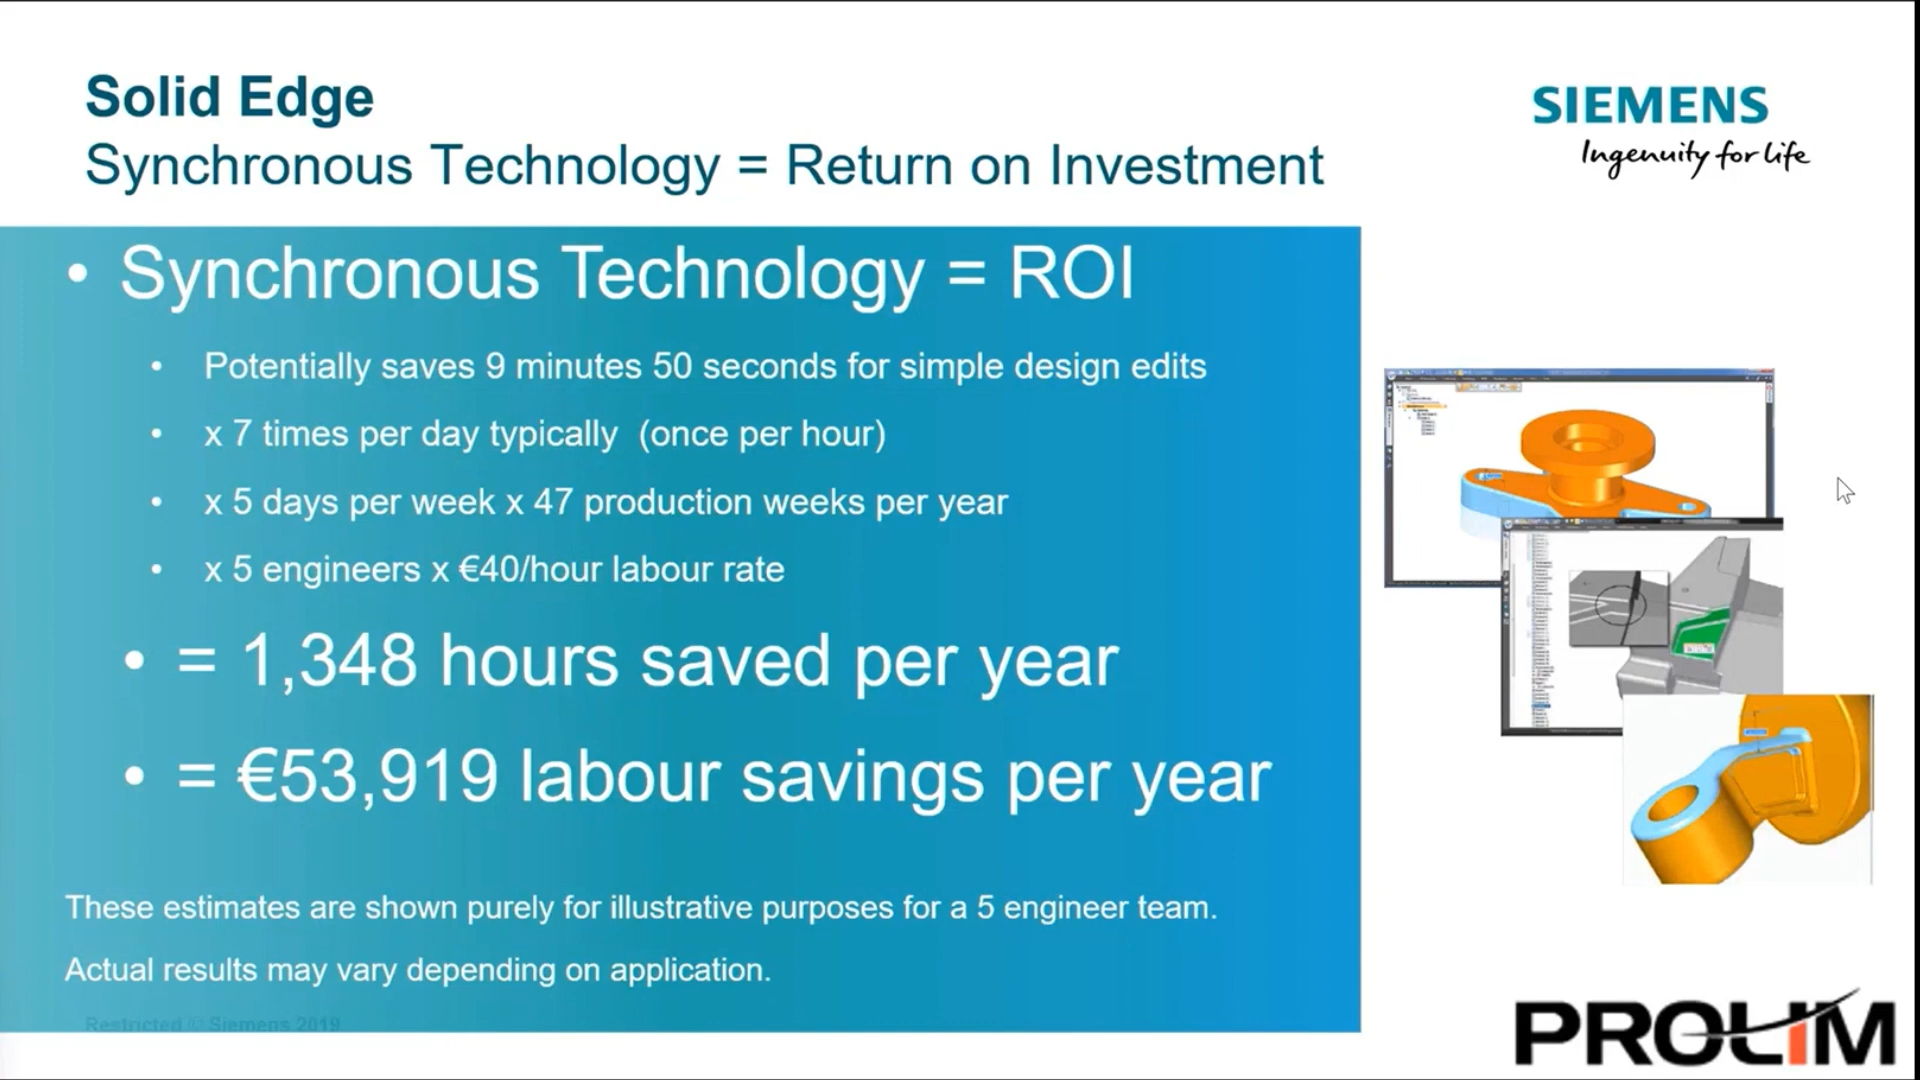 Solid Edge
Synchronous Technology = Return on Investment
SIEMENS
Ingenuity for life
• Synchronous Technology = ROI
• Potentially saves 9 minutes 50 seconds for simple design edits
• x 7 times per day typically (once per hour)
• x 5 days per week x 47 production weeks per year
• x 5 engineers x €40/hour labour rate
• = 1,348 hours saved per year
• = €53,919 labour savings per year
These estimates are shown purely for illustrative purposes for a 5 engineer team.
Actual results may vary depending on application.
Restricted © Siemens 2019
PROLIM